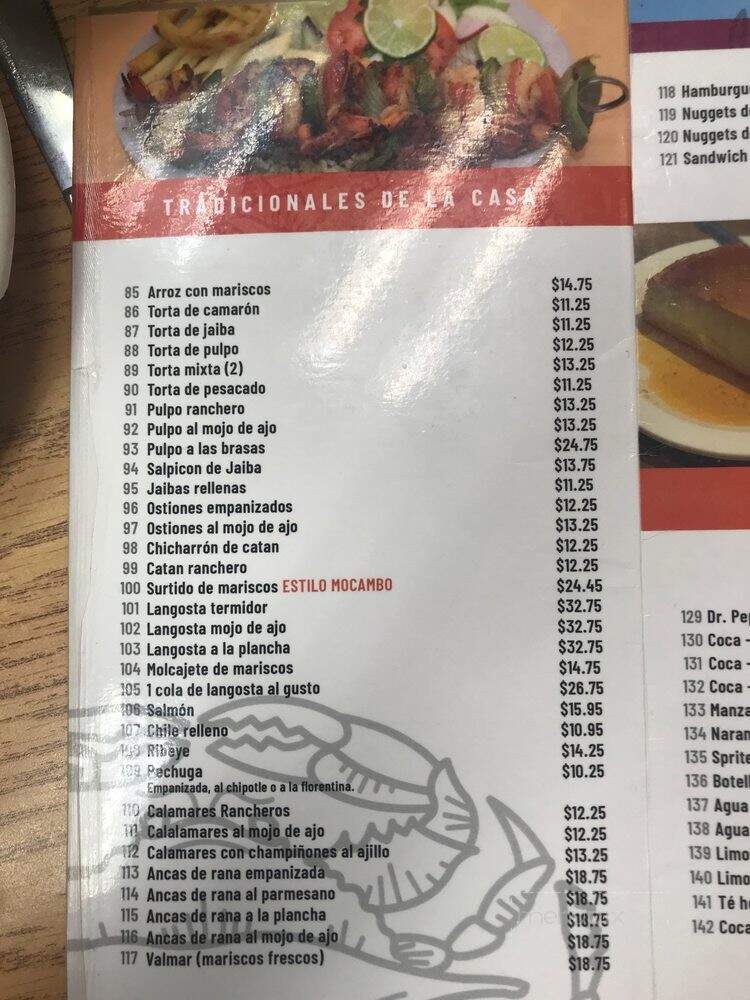 TRADICIONALES DE LA CASA
85 Arroz con mariscos $14.75
86 Torta de camarón $11.25
87 Torta de jaiba $11.25
88 Torta de pulpo $12.25
89 Torta mixta (2) $13.25
90 Torta de pesacado $11.25
91 Pulpo ranchero $13.25
92 Pulpo al mojo de ajo $13.25
93 Pulpo a las brasas $24.75
94 Salpicon de Jaiba $13.75
95 Jaibas rellenas $11.25
96 Ostiones empanizados $12.25
97 Ostiones al mojo de ajo $13.25
98 Chicharrón de catan $12.25
99 Catan ranchero $12.25
100 Surtido de mariscos ESTILO MOCAMBO $24.45
101 Langosta termidor $32.75
102 Langosta mojo de ajo $32.75
103 Langosta a la plancha $32.75
104 Molcajete de mariscos $14.75
105 1 cola de langosta al gusto $26.75
106 Salmón $15.95
107 Chile relleno $10.95
108 Ribeye $14.25
109 Pechuga $10.25
Empanizada, al chipotle o a la florentina.
110 Calamares Rancheros $12.25
111 Calalamares al mojo de ajo $12.25
112 Calamares con champiñones al ajillo $13.25
113 Ancas de rana empanizada $18.75
114 Ancas de rana al parmesano $18.75
115 Ancas de rana a la plancha $18.75
116 Ancas de rana al mojo de ajo $18.75
117 Valmar (mariscos frescos) $18.75
118 Hamburgu
119 Nuggets d
120 Nuggets d
121 Sandwich
129 Dr. Pe
130 Coca -
131 Coca -
132 Coca -
133 Manza
134 Naran
135 Sprite
136 Botell
137 Agua
138 Agua
139 Limo
140 Limo
141 Té h
142 Coca